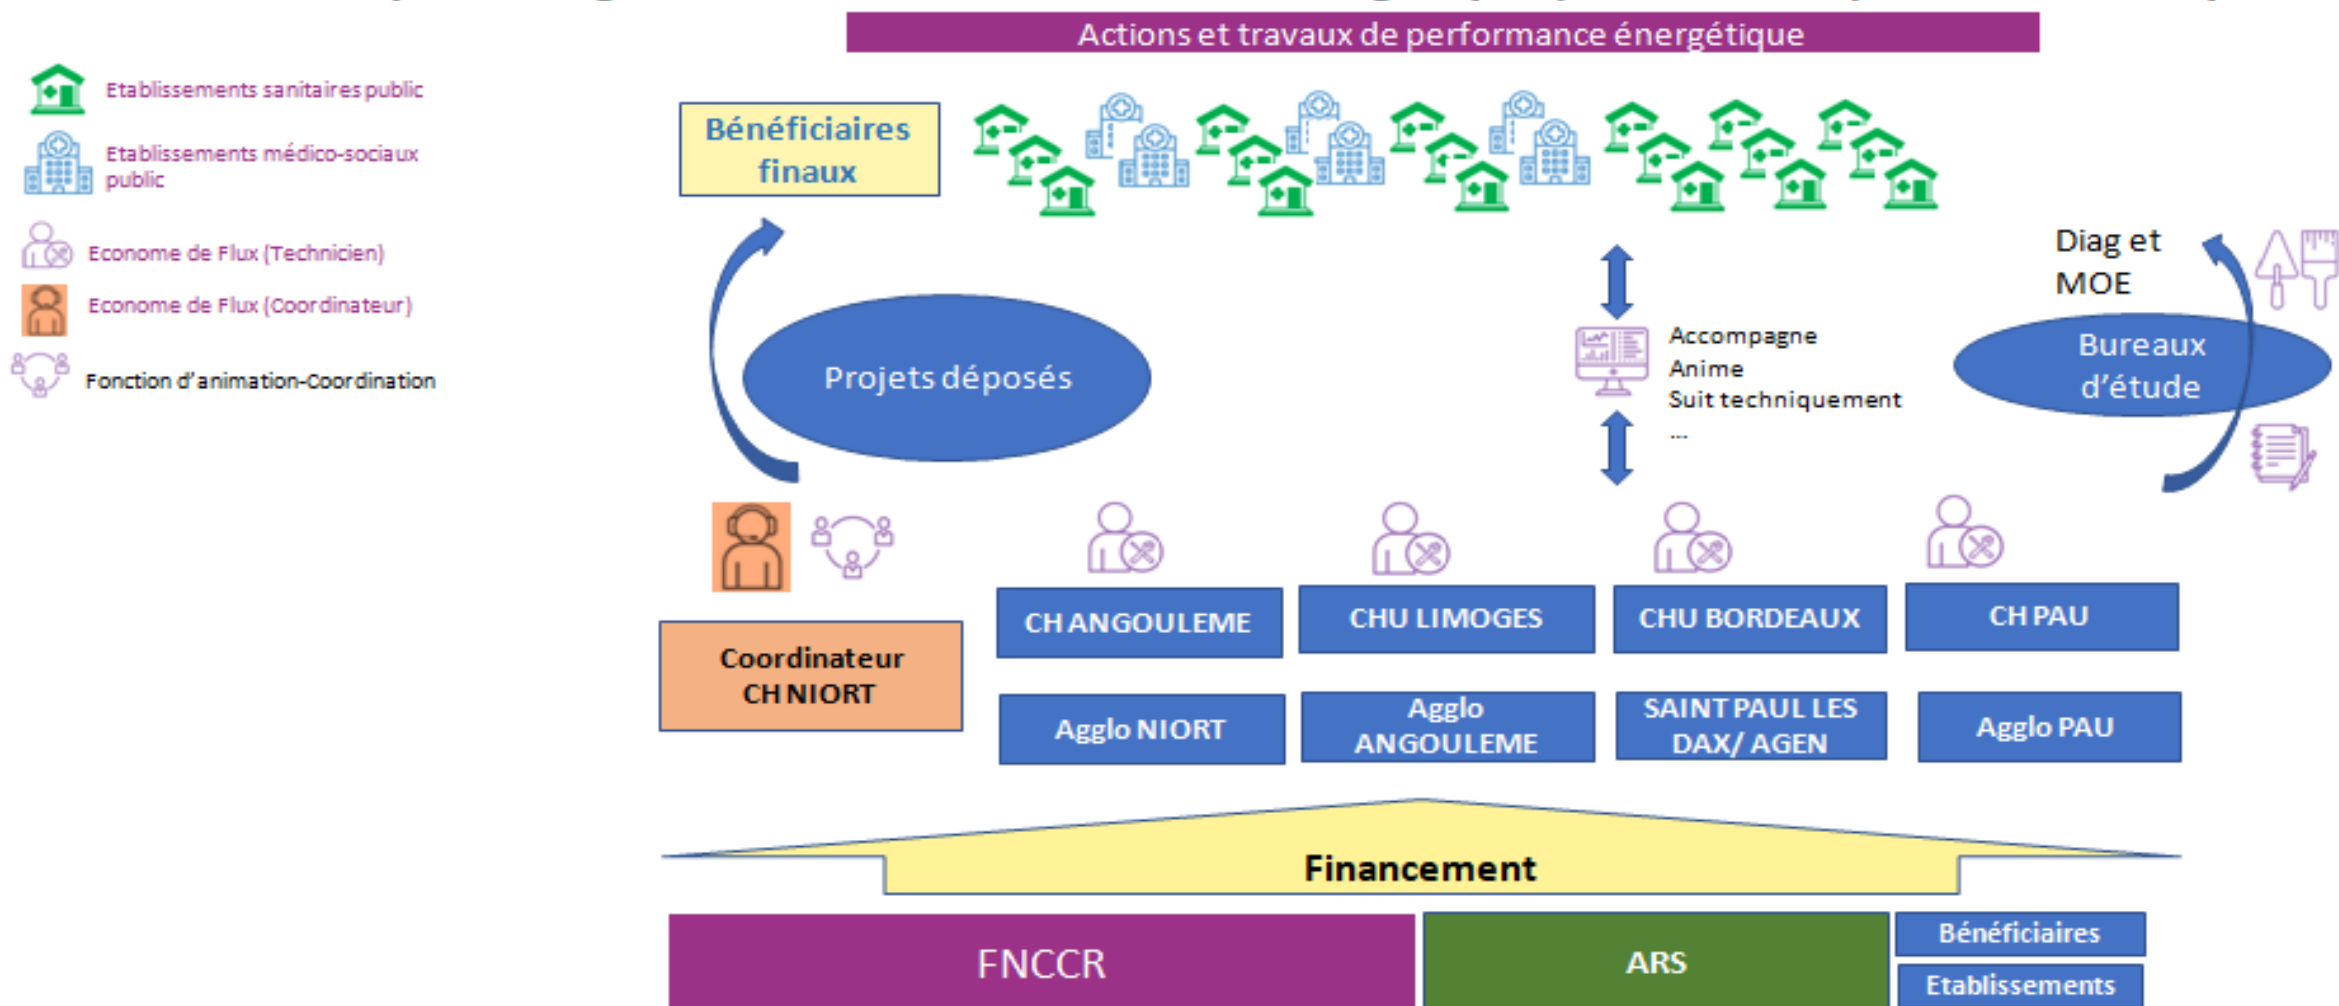 Actions et travaux de performance énergétique
Etablissements sanitaires public
Etablissements médico-sociaux
public
Econome de Flux (Technicien)
Econome de Flux (Coordinateur)
Fonction d'animation-Coordination
Bénéficiaires
finaux
Projets déposés
Accompagne
Anime
Suit techniquement
...
Diag et
MOE
Bureaux
d'étude
Coordinateur
CH NIORT
CH ANGOULEME
CHU LIMOGES
CHU BORDEAUX
CH PAU
Agglo NIORT
Agglo
ANGOULEME
SAINT PAUL LES
DAX/ AGEN
Agglo PAU
Financement
FNCCR
ARS
Bénéficiaires
Etablissements